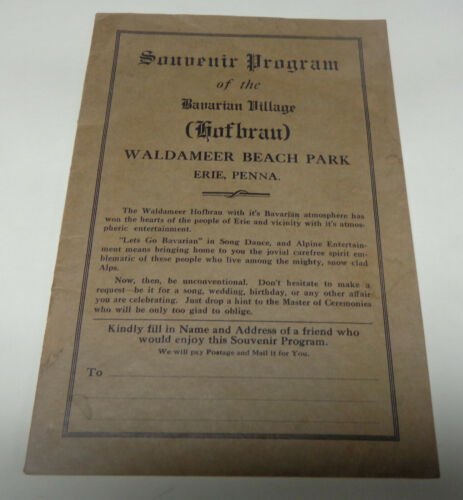 Souvenir Program
of the
Bavarian Village
(Hofbrau)
WALDAMEER BEACH PARK
ERIE, PENNA.
The Waldameer Hofbrau with it's Bavarian atmosphere has
won the hearts of the people of Erie and vicinity with it's atmos-
pheric entertainment.
"Lets Go Bavarian" in Song Dance, and Alpine Entertain-
ment means bringing home to you the jovial carefree spirit em-
blematic of these people who live among the mighty, snow clad
Alps.
Now, then, be unconventional. Don't hesitate to make a
request—be it for a song, wedding, birthday, or any other affair
you are celebrating. Just drop a hint to the Master of Ceremonies
who will be only too glad to oblige.
Kindly fill in Name and Address of a friend who
would enjoy this Souvenir Program.
We will pay Postage and Mail it for You.
To